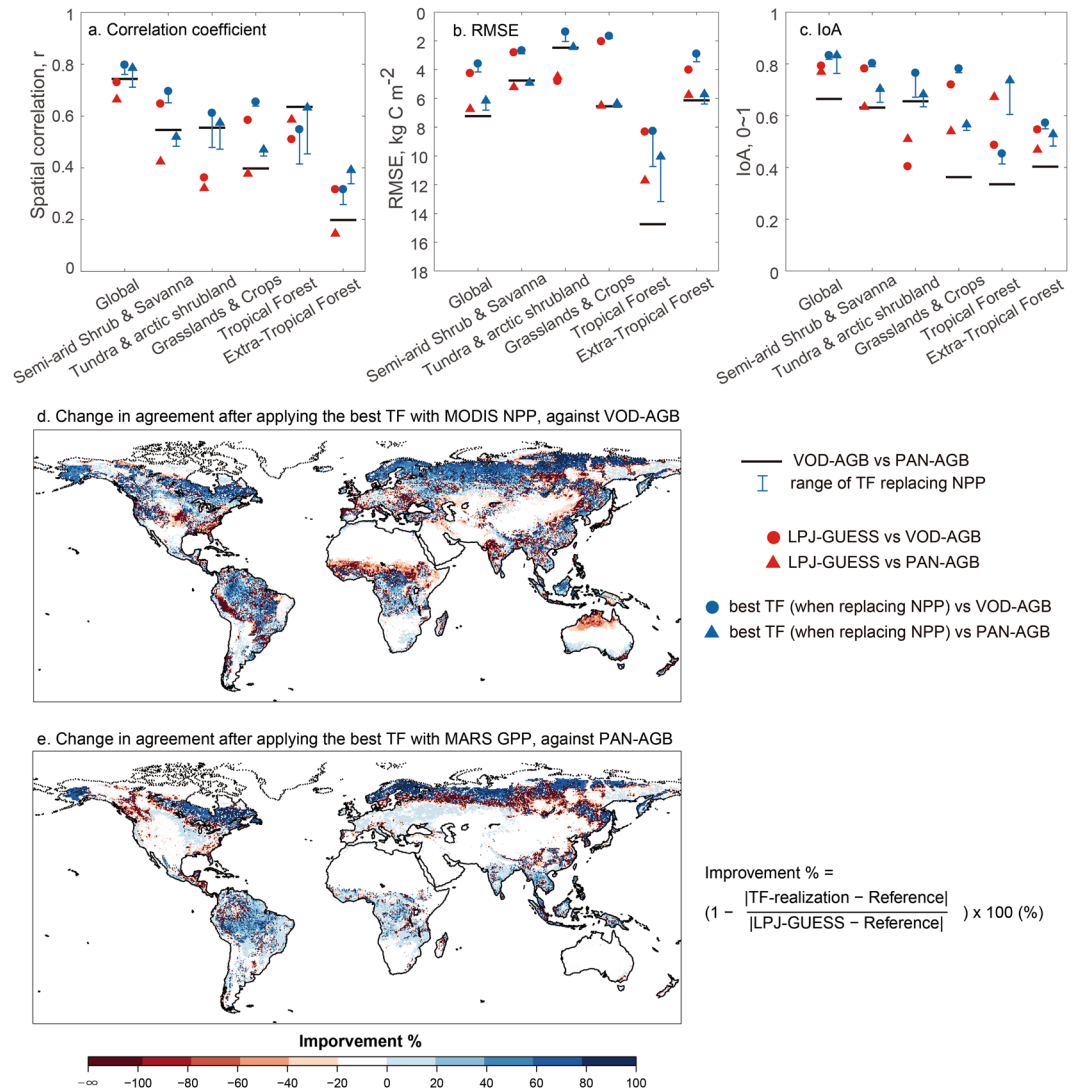 a. Correlation coefficient
Spatial correlation, r
0.8
0.6
0.4
0.2
0
Global
Semi-arid Shrub & Savanna
Tundra & arctic shrubland
Grasslands & Crops
Tropical Forest
Extra-Tropical Forest
b. RMSE
RMSE, kg C m-2
0
2
4
6
8
10
12
14
16
18
Global
Semi-arid Shrub & Savanna
Tundra & arctic shrubland
Grasslands & Crops
Tropical Forest
Extra-Tropical Forest
c. IoA
IoA, 0~1
1
0.8
0.6
0.4
0.2
0
Global
Semi-arid Shrub & Savanna
Tundra & arctic shrubland
Grasslands & Crops
Tropical Forest
Extra-Tropical Forest
d. Change in agreement after applying the best TF with MODIS NPP, against VOD-AGB
VOD-AGB vs PAN-AGB
range of TF replacing NPP
LPJ-GUESS vs VOD-AGB
LPJ-GUESS vs PAN-AGB
best TF (when replacing NPP) vs VOD-AGB
best TF (when replacing NPP) vs PAN-AGB
e. Change in agreement after applying the best TF with MARS GPP, against PAN-AGB
Improvement % =
(1 − |TF-realization − Reference| / |LPJ-GUESS − Reference| ) x 100 (%)
Imporvement %
−∞ −100 −80 −60 −40 −20 0 20 40 60 80 100